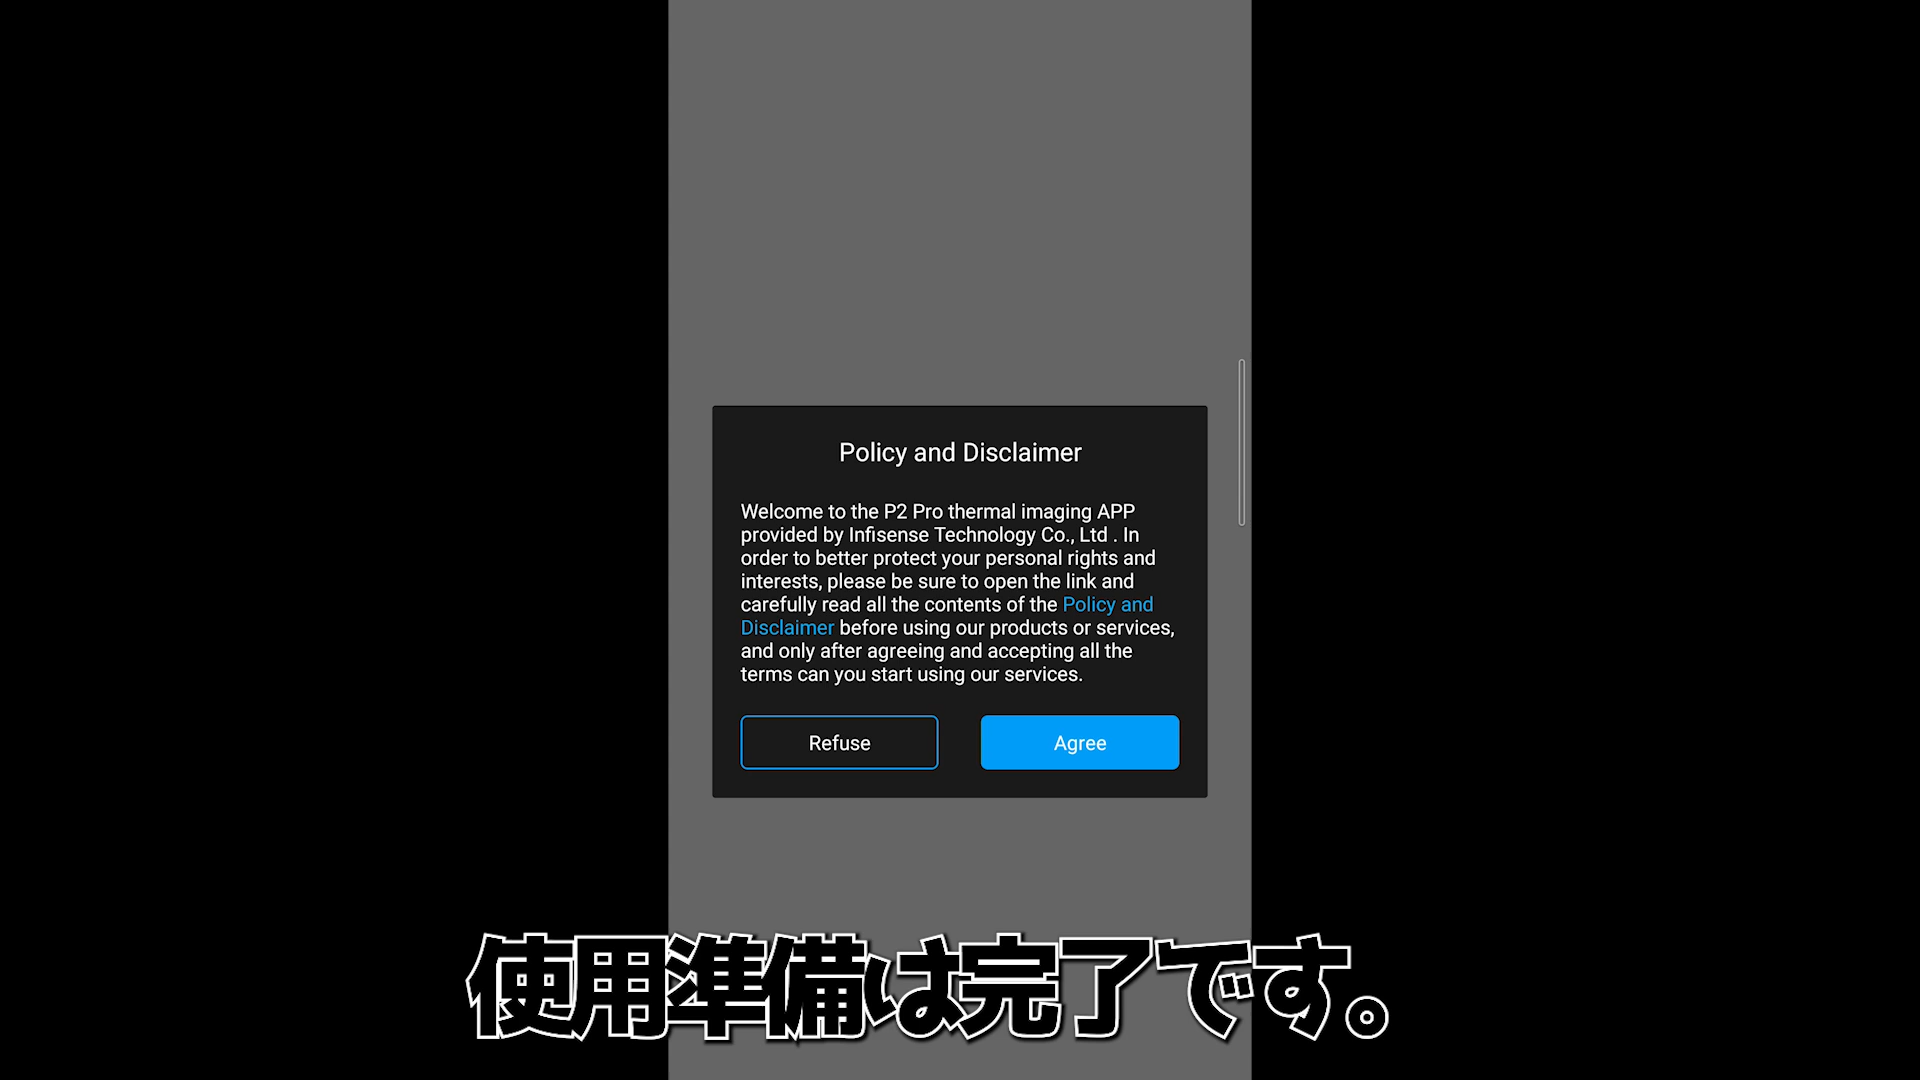 Policy and Disclaimer
Welcome to the P2 Pro thermal imaging APP
provided by Infisense Technology Co., Ltd . In
order to better protect your personal rights and
interests, please be sure to open the link and
carefully read all the contents of the Policy and
Disclaimer before using our products or services,
and only after agreeing and accepting all the
terms can you start using our services.
Refuse
Agree
使用準備は完了です。